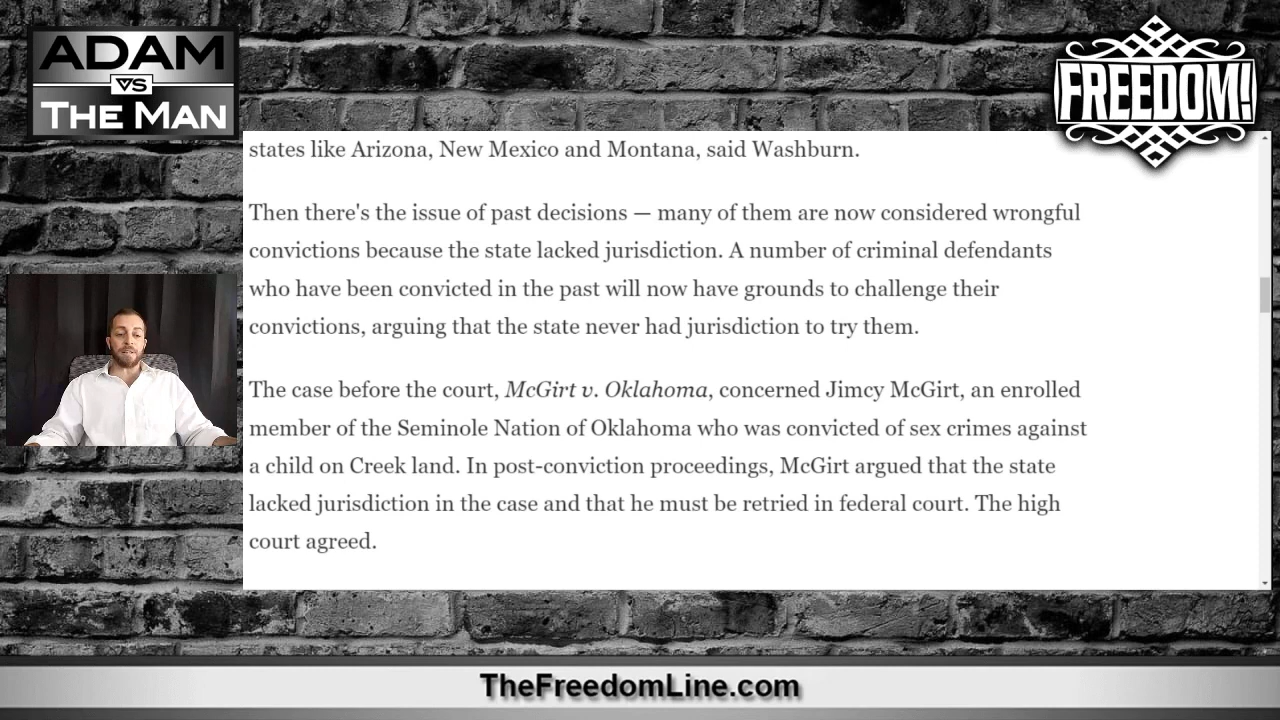 ADAM
VS
THE MAN
FREEDOM!
states like Arizona, New Mexico and Montana, said Washburn.
Then there's the issue of past decisions — many of them are now considered wrongful
convictions because the state lacked jurisdiction. A number of criminal defendants
who have been convicted in the past will now have grounds to challenge their
convictions, arguing that the state never had jurisdiction to try them.
The case before the court, McGirt v. Oklahoma, concerned Jimcy McGirt, an enrolled
member of the Seminole Nation of Oklahoma who was convicted of sex crimes against
a child on Creek land. In post-conviction proceedings, McGirt argued that the state
lacked jurisdiction in the case and that he must be retried in federal court. The high
court agreed.
TheFreedomLine.com